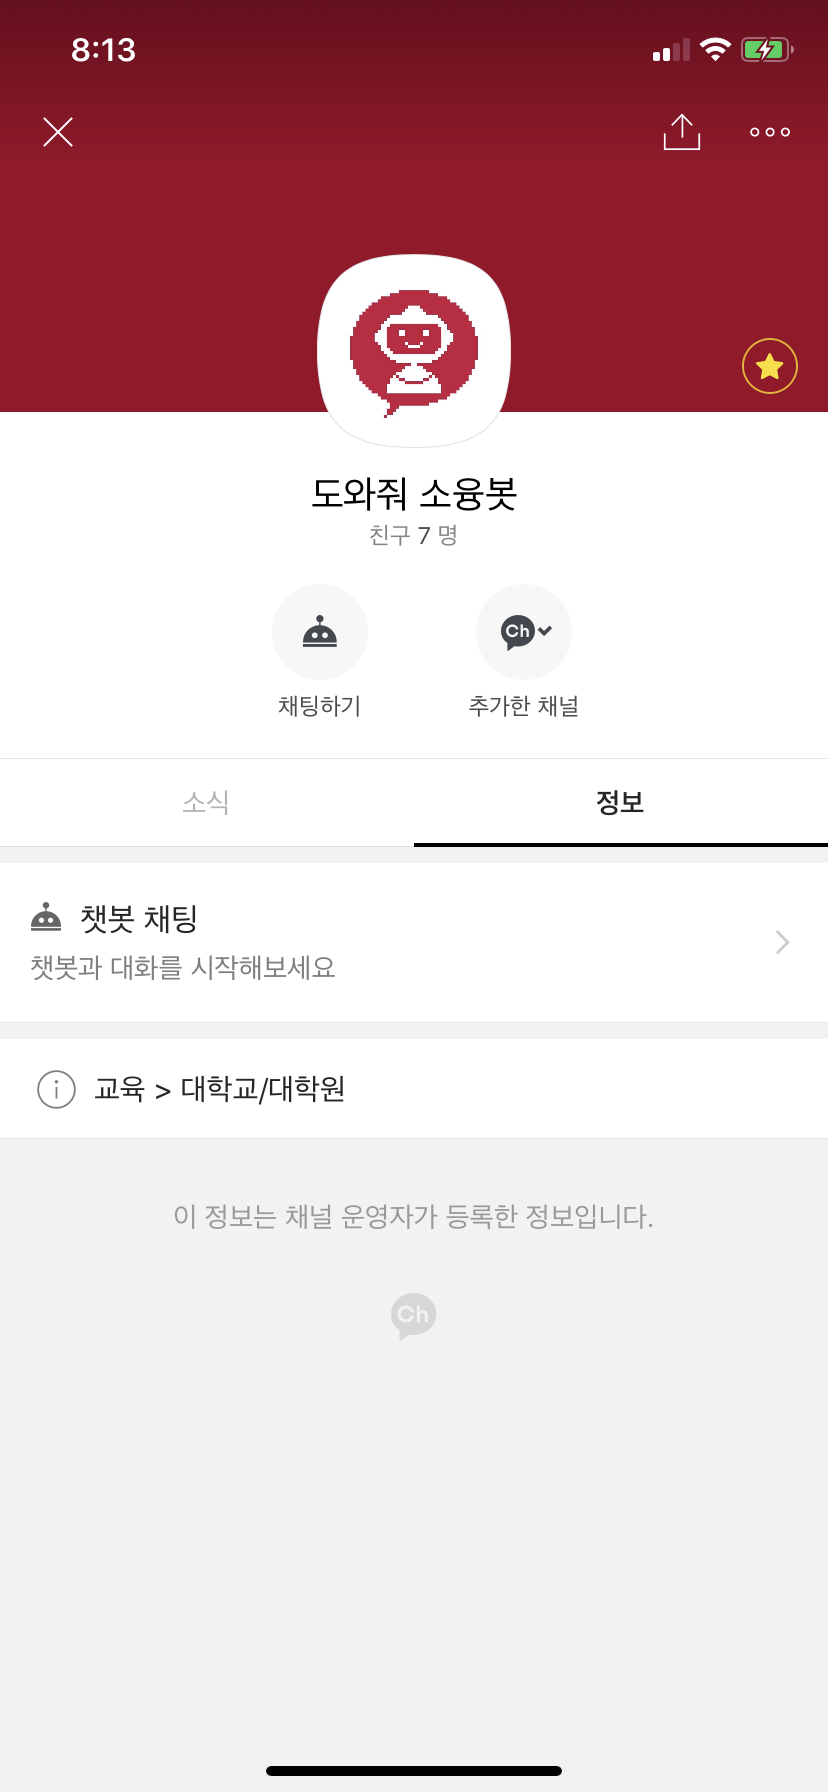 8:13
도와줘 소융봇
친구 7 명
Ch
채팅하기
추가한 채널
소식
정보
챗봇 채팅
챗봇과 대화를 시작해보세요
교육 > 대학교/대학원
이 정보는 채널 운영자가 등록한 정보입니다.
Ch